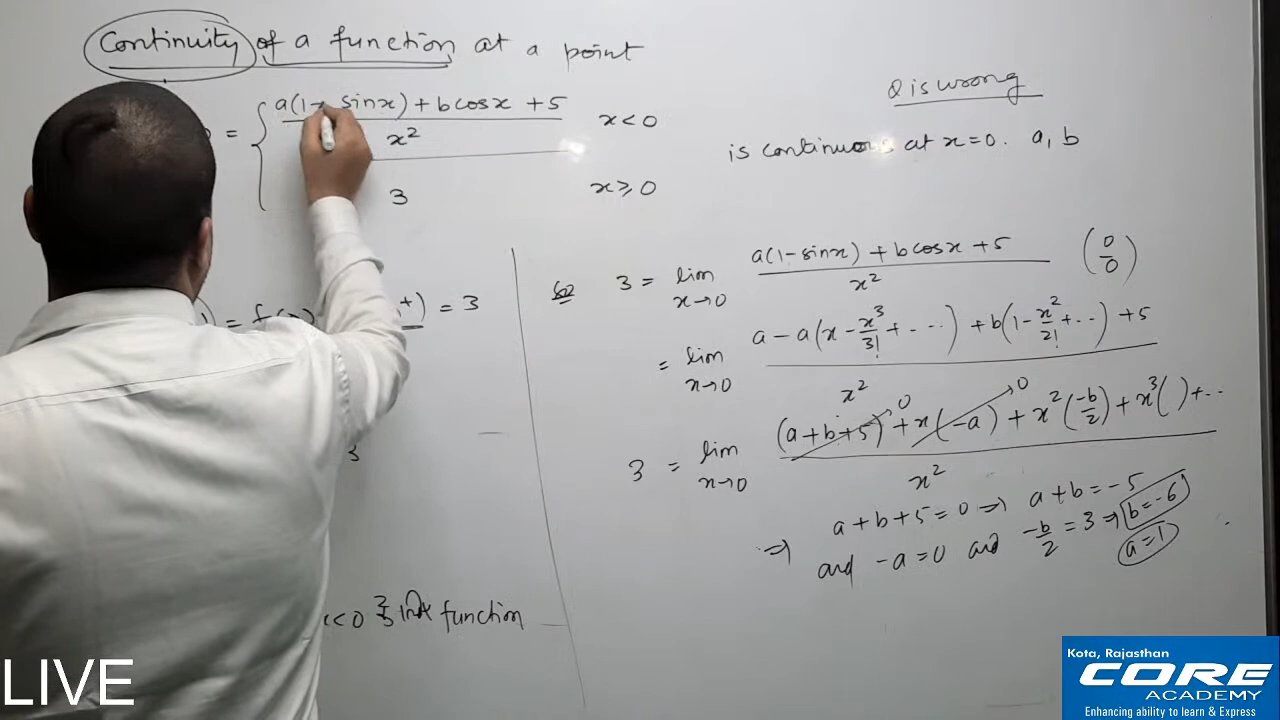 Continuity of a function at a point
= { a(1- sinx) + b cosx + 5 / x² x < 0
3 x ≥ 0
Q is wrong
is continuous at x = 0. a, b
= 3
3
<0 function
3 = lim x→0 a(1-sinx) + b cosx + 5 / x² (0/0)
= lim x→0 a - a(x - x³/3! + ...) + b(1 - x²/2! + ...) + 5 / x²
3 = lim x→0 (a+b+5)→0 + x(-a)→0 + x²(-b/2) + x³( ) + ... / x²
⇒ a + b + 5 = 0 ⇒ a + b = -5
and -a = 0 and -b/2 = 3 ⇒ b = -6
a = 1
LIVE
Kota, Rajasthan
CORE
ACADEMY
Enhancing ability to learn & Express